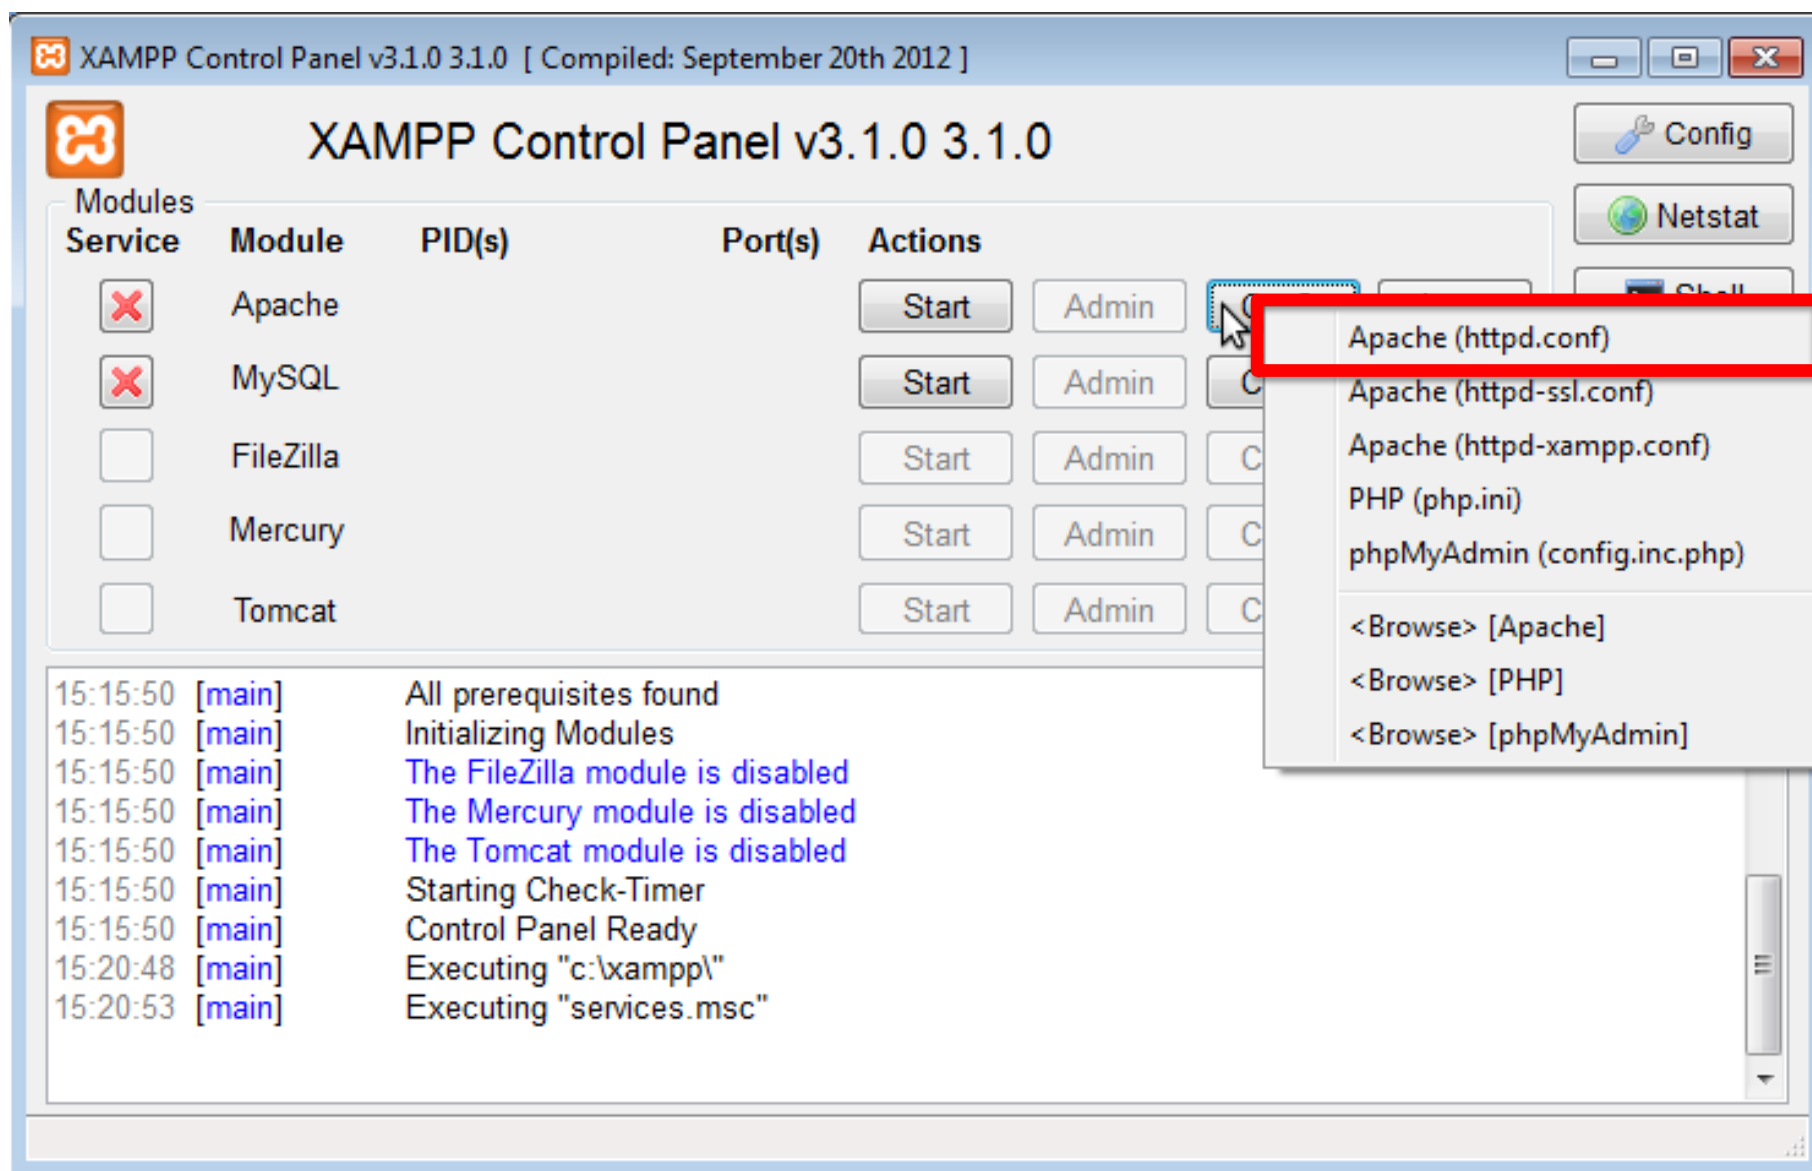 XAMPP Control Panel v3.1.0 3.1.0 [ Compiled: September 20th 2012 ]
XAMPP Control Panel v3.1.0 3.1.0
Config
Netstat
Shell
Modules
Service Module PID(s) Port(s) Actions
Apache Start Admin
MySQL Start Admin
FileZilla Start Admin
Mercury Start Admin
Tomcat Start Admin
Apache (httpd.conf)
Apache (httpd-ssl.conf)
Apache (httpd-xampp.conf)
PHP (php.ini)
phpMyAdmin (config.inc.php)
<Browse> [Apache]
<Browse> [PHP]
<Browse> [phpMyAdmin]
15:15:50 [main] All prerequisites found
15:15:50 [main] Initializing Modules
15:15:50 [main] The FileZilla module is disabled
15:15:50 [main] The Mercury module is disabled
15:15:50 [main] The Tomcat module is disabled
15:15:50 [main] Starting Check-Timer
15:15:50 [main] Control Panel Ready
15:20:48 [main] Executing "c:\xampp\"
15:20:53 [main] Executing "services.msc"